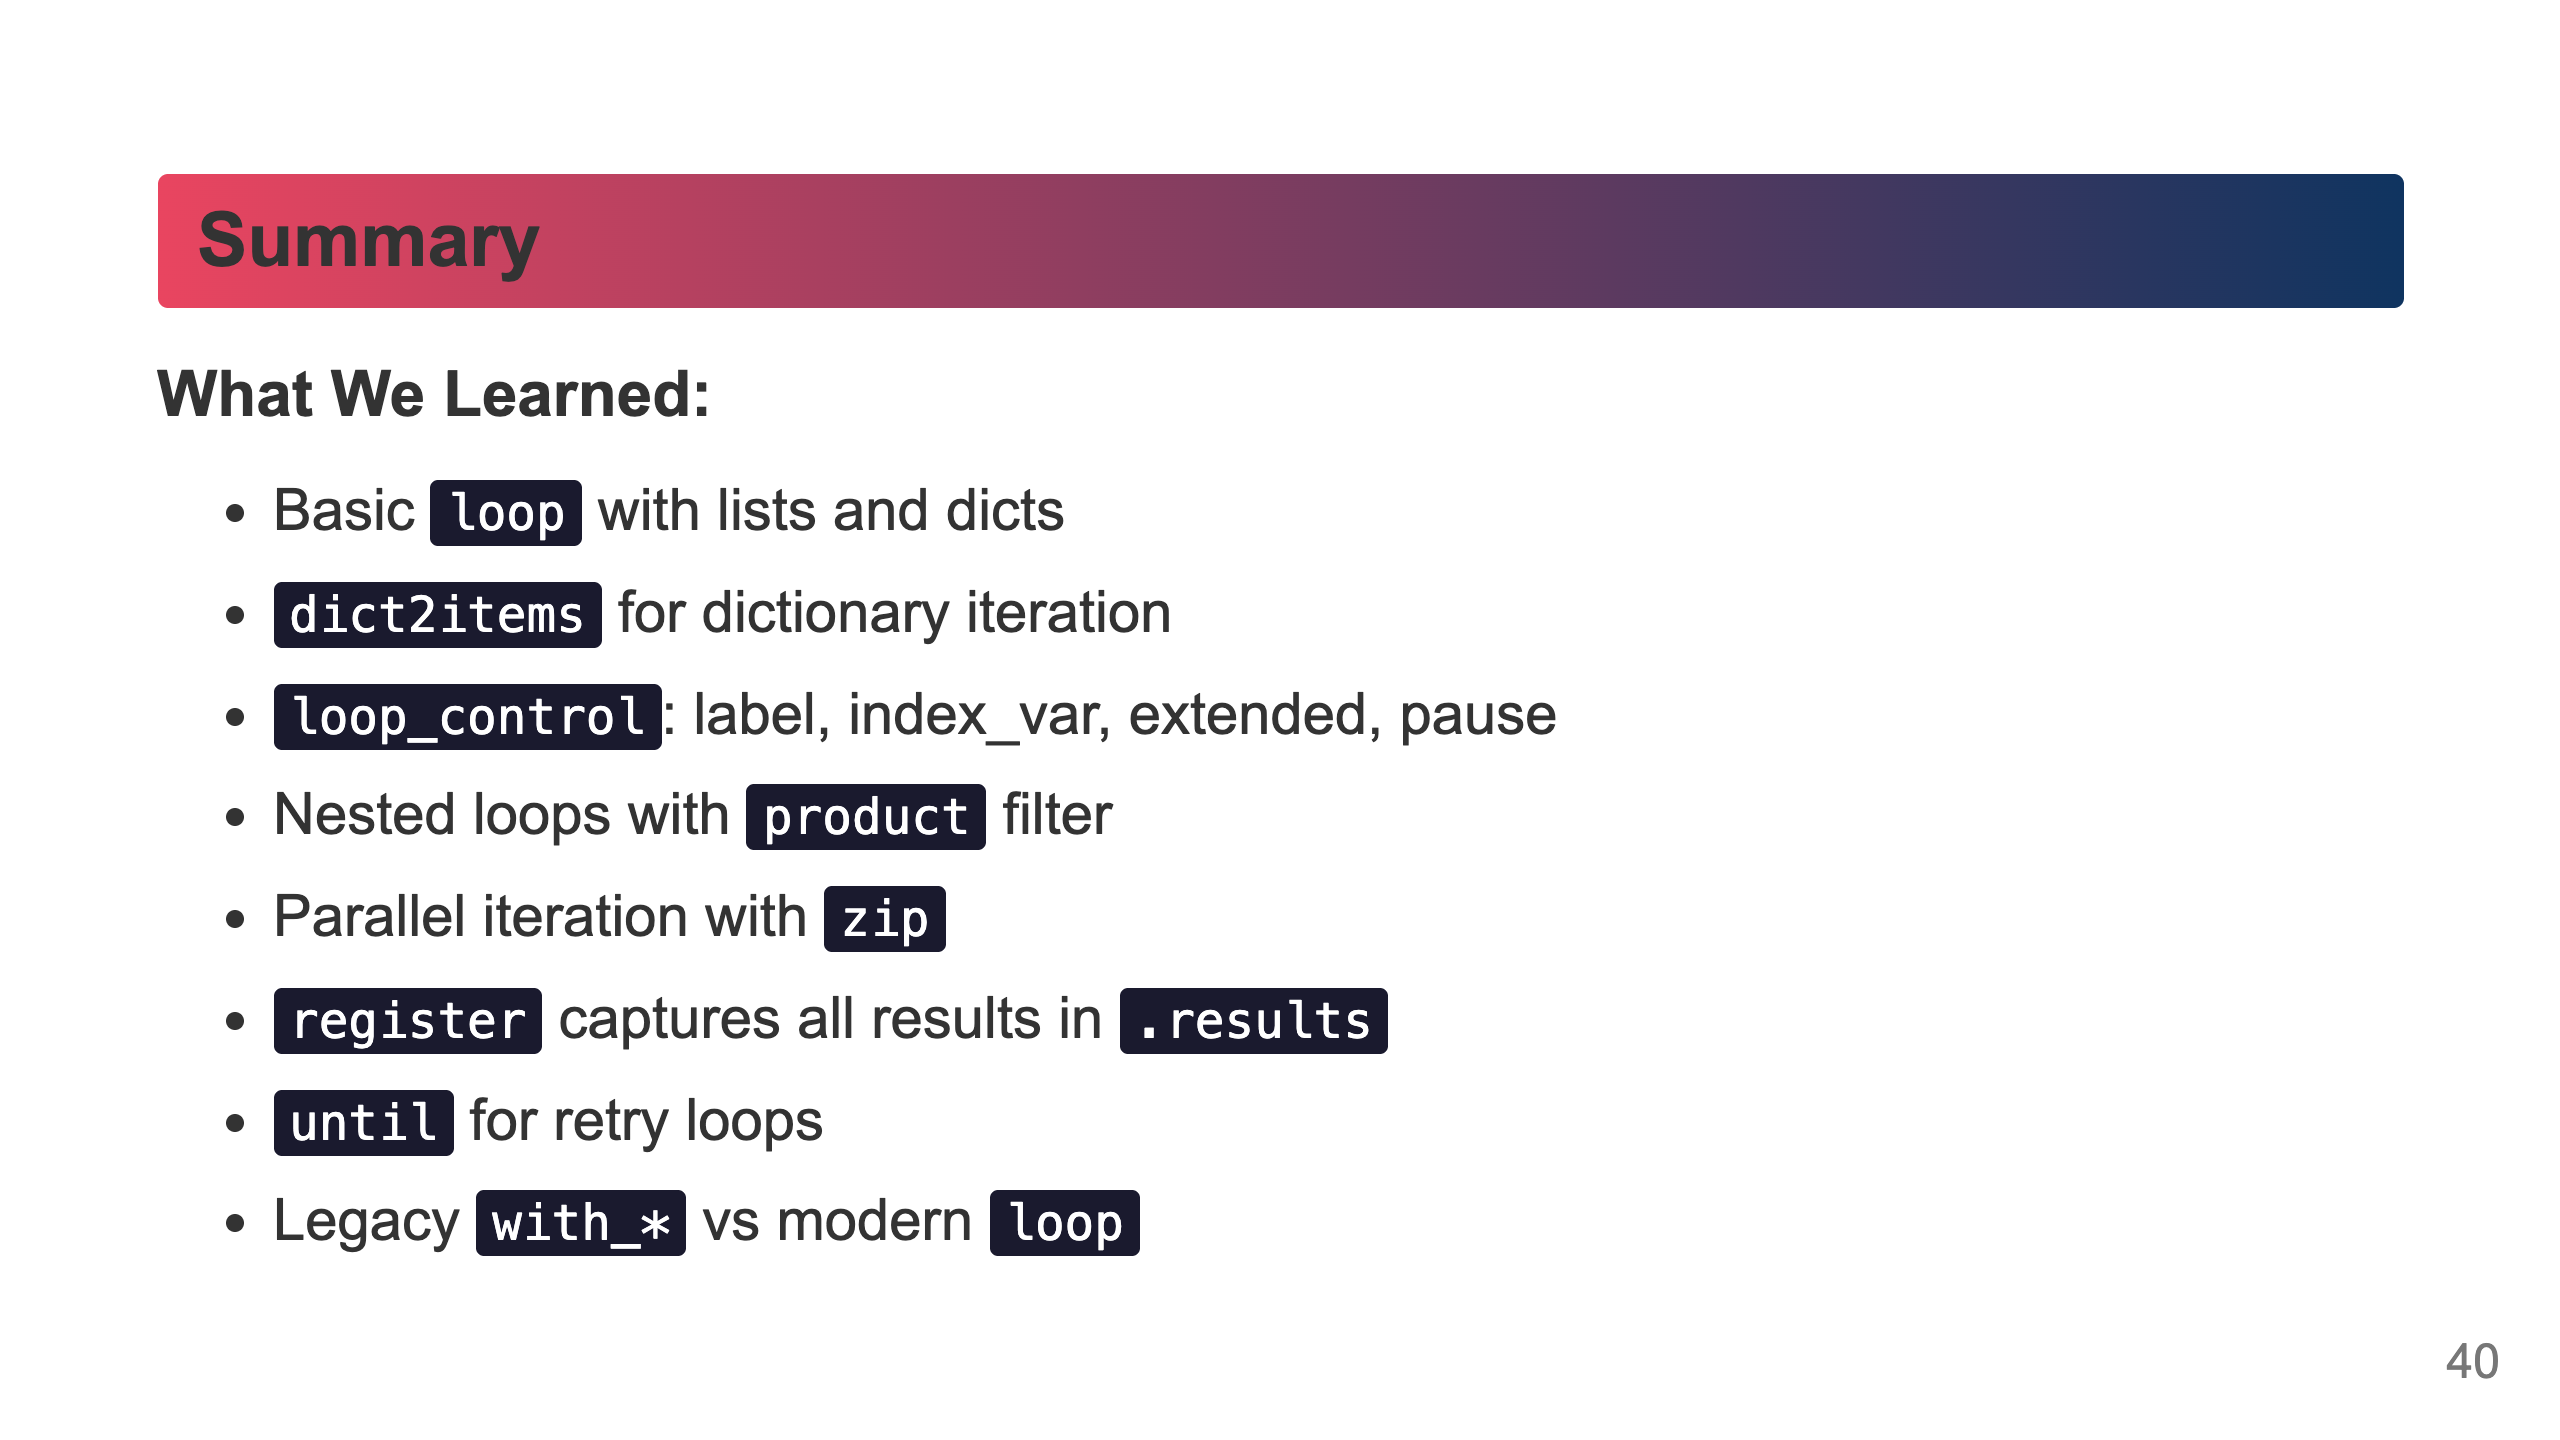 Summary
What We Learned:
• Basic loop with lists and dicts
• dict2items for dictionary iteration
• loop_control: label, index_var, extended, pause
• Nested loops with product filter
• Parallel iteration with zip
• register captures all results in .results
• until for retry loops
• Legacy with_* vs modern loop
40